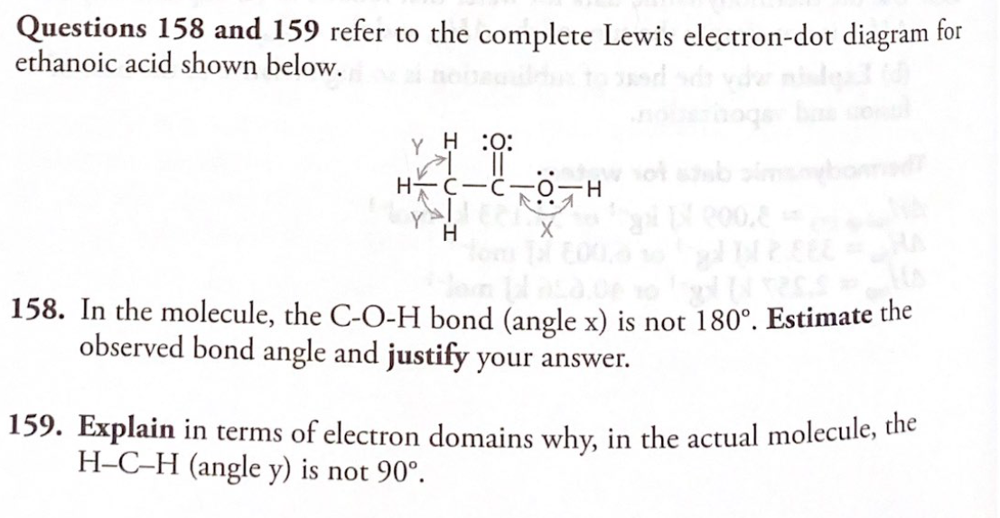 Questions 158 and 159 refer to the complete Lewis electron-dot diagram for
ethanoic acid shown below.
Y H :O:
H—C—C—Ö—H
Y H X
158. In the molecule, the C-O-H bond (angle x) is not 180°. Estimate the
observed bond angle and justify your answer.
159. Explain in terms of electron domains why, in the actual molecule, the
H–C–H (angle y) is not 90°.